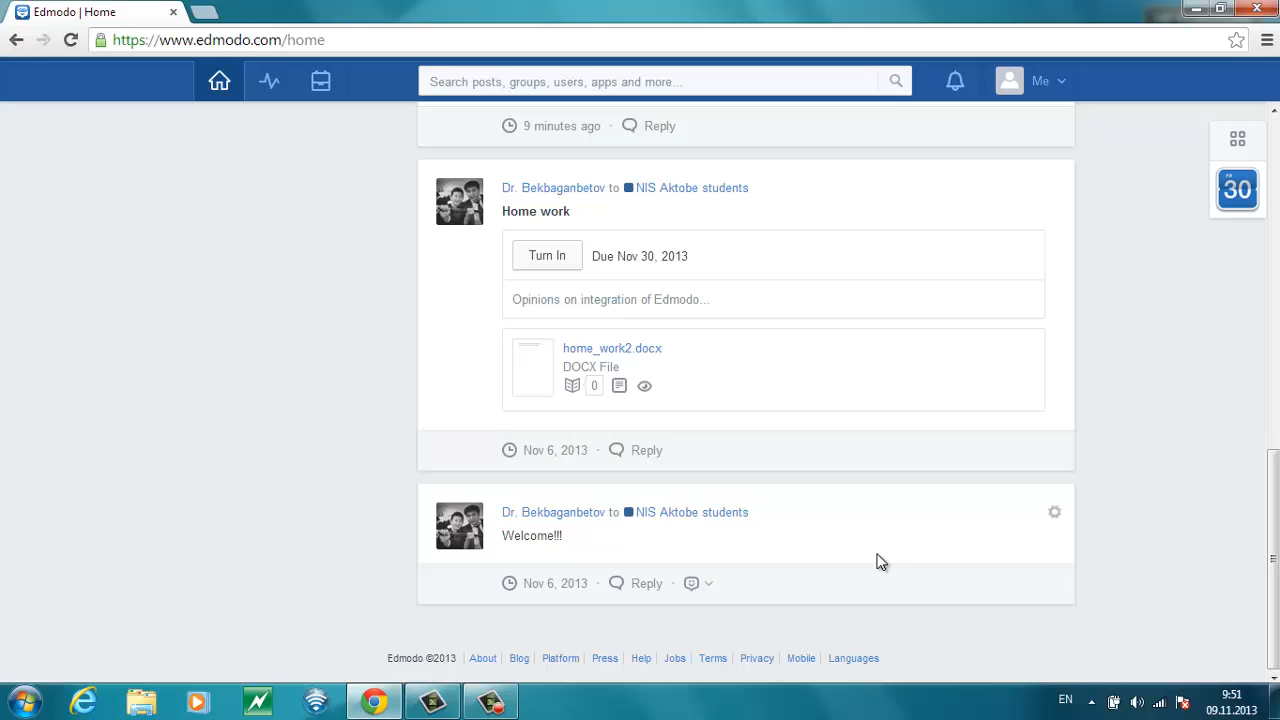 Edmodo | Home
https://www.edmodo.com/home
Search posts, groups, users, apps and more...
Me
9 minutes ago · Reply
Dr. Bekbaganbetov to NIS Aktobe students
Home work
Turn In Due Nov 30, 2013
Opinions on integration of Edmodo...
home_work2.docx
DOCX File
0
Nov 6, 2013 · Reply
30
Dr. Bekbaganbetov to NIS Aktobe students
Welcome!!!
Nov 6, 2013 · Reply ·
Edmodo ©2013 | About | Blog | Platform | Press | Help | Jobs | Terms | Privacy | Mobile | Languages
EN
9:51
09.11.2013